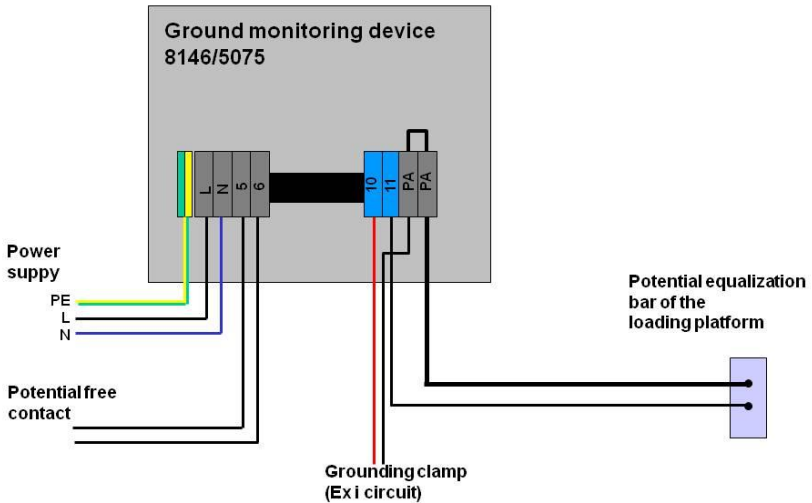 Ground monitoring device
8146/5075
L
N
5
6
10
11
PA
PA
Power
suppy
PE
L
N
Potential free
contact
Potential equalization
bar of the
loading platform
Grounding clamp
(Ex i circuit)